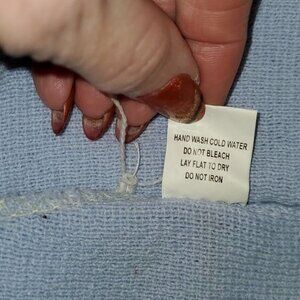 HAND WASH COLD WATER
DO NOT BLEACH
LAY FLAT TO DRY
DO NOT IRON